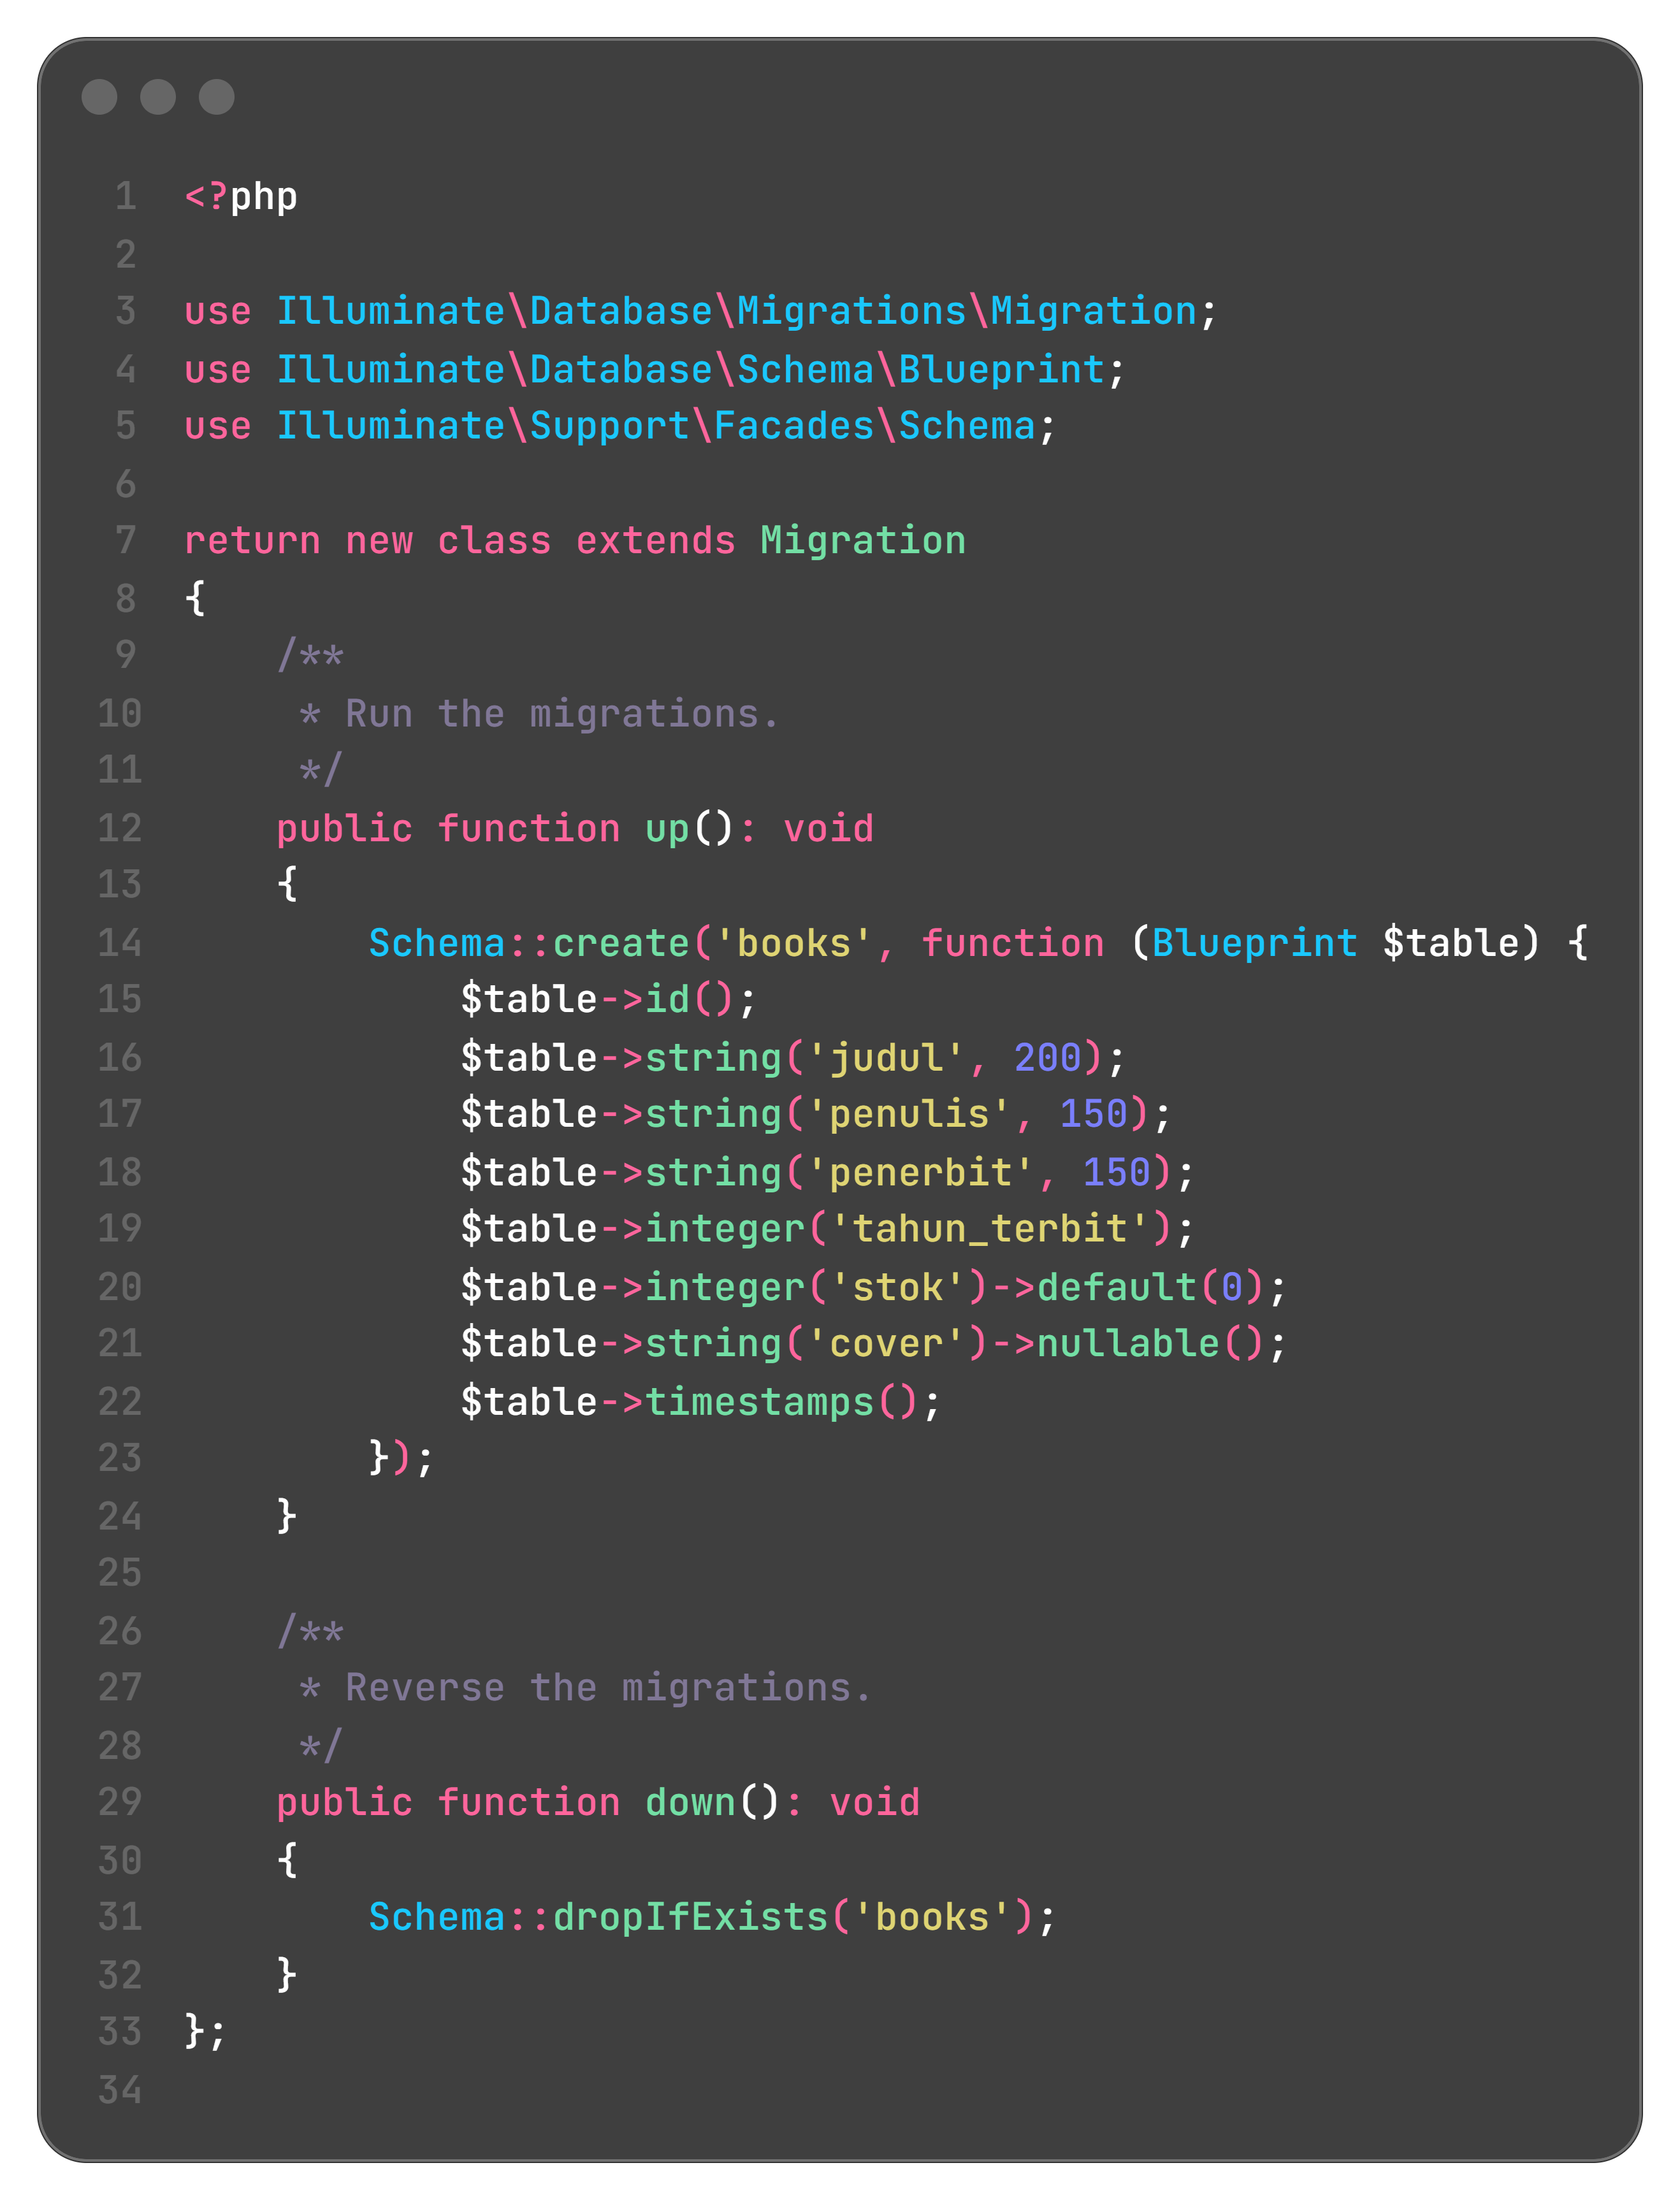 1 <?php
2
3 use Illuminate\Database\Migrations\Migration;
4 use Illuminate\Database\Schema\Blueprint;
5 use Illuminate\Support\Facades\Schema;
6
7 return new class extends Migration
8 {
9     /**
10      * Run the migrations.
11      */
12     public function up(): void
13     {
14         Schema::create('books', function (Blueprint $table) {
15             $table->id();
16             $table->string('judul', 200);
17             $table->string('penulis', 150);
18             $table->string('penerbit', 150);
19             $table->integer('tahun_terbit');
20             $table->integer('stok')->default(0);
21             $table->string('cover')->nullable();
22             $table->timestamps();
23         });
24     }
25
26     /**
27      * Reverse the migrations.
28      */
29     public function down(): void
30     {
31         Schema::dropIfExists('books');
32     }
33 };
34